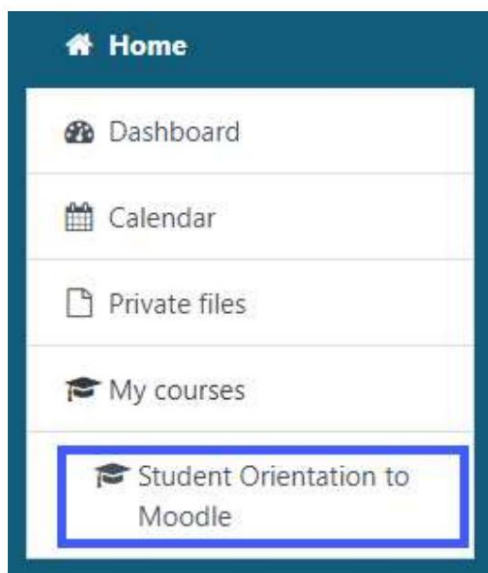 Home
Dashboard
Calendar
Private files
My courses
Student Orientation to
Moodle